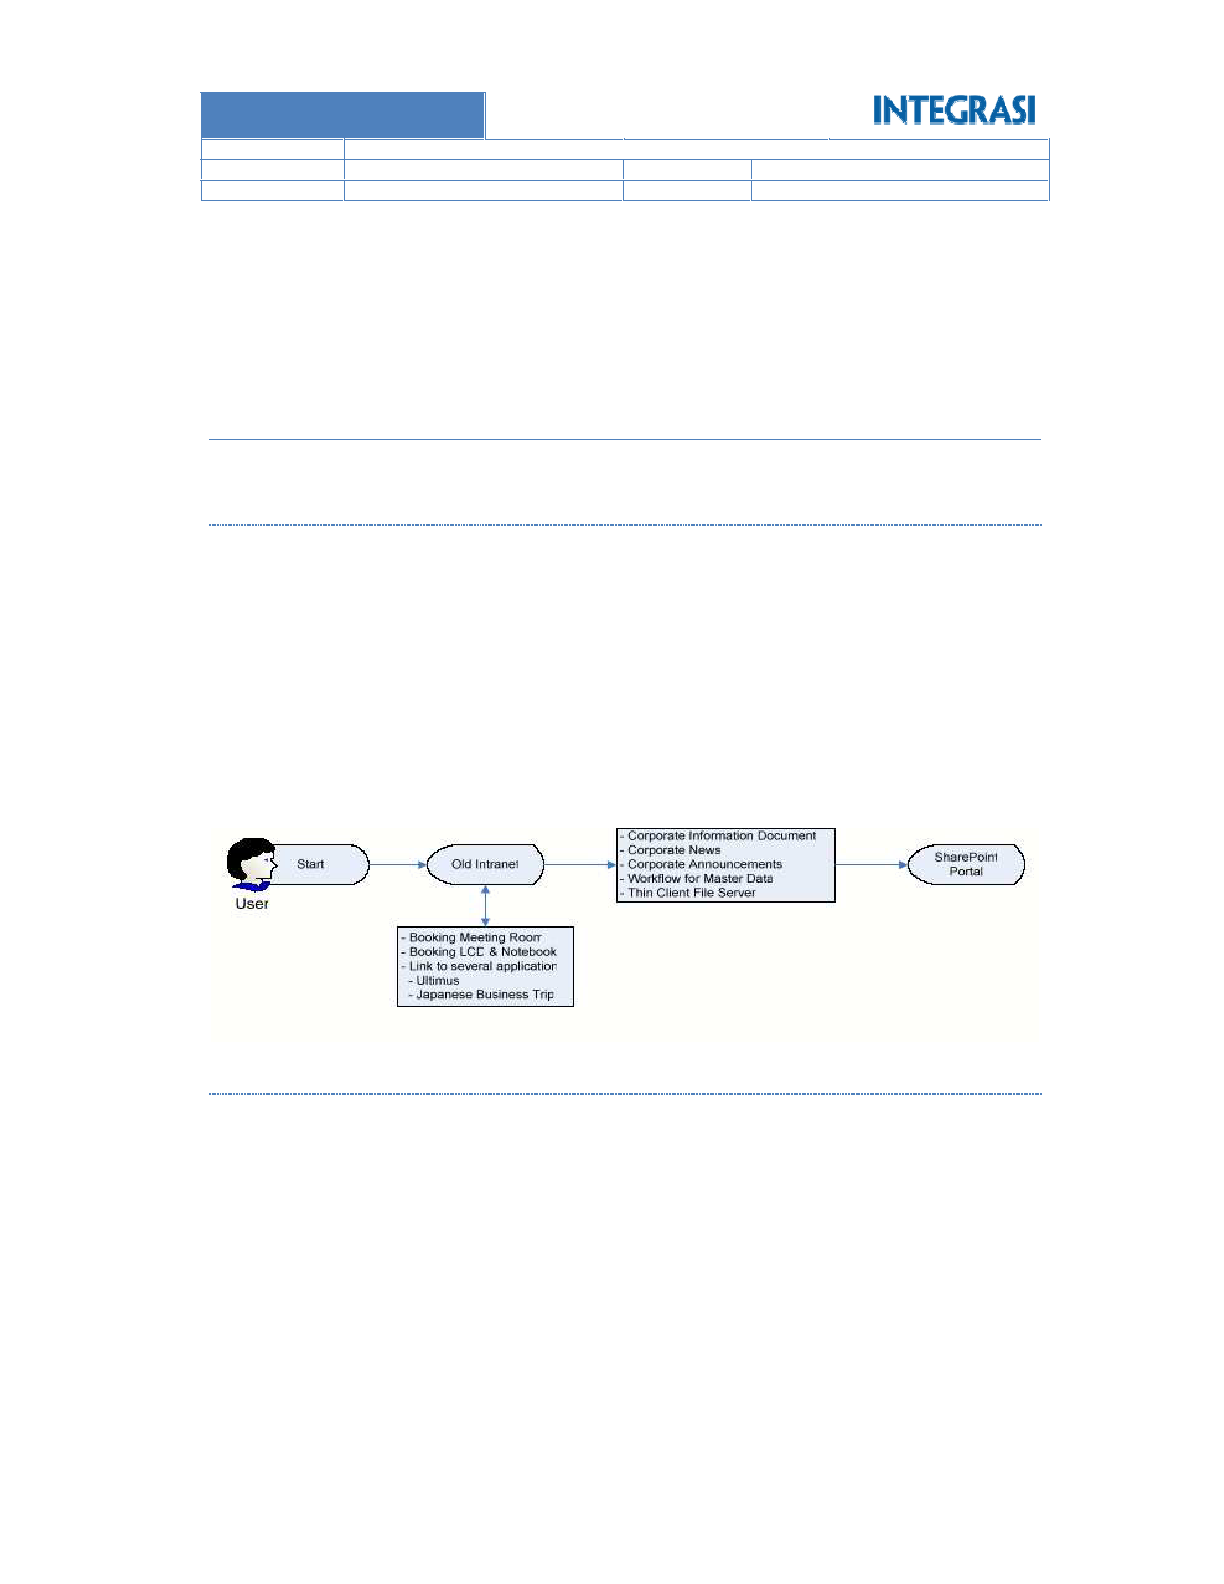 INTEGRASI
Start
User
Old Intranet
- Booking Meeting Room
- Booking LCD & Notebook
- Link to several application
- Ultimus
- Japanese Business Trip
- Corporate Information Document
- Corporate News
- Corporate Announcements
- Workflow for Master Data
- Thin Client File Server
SharePoint
Portal